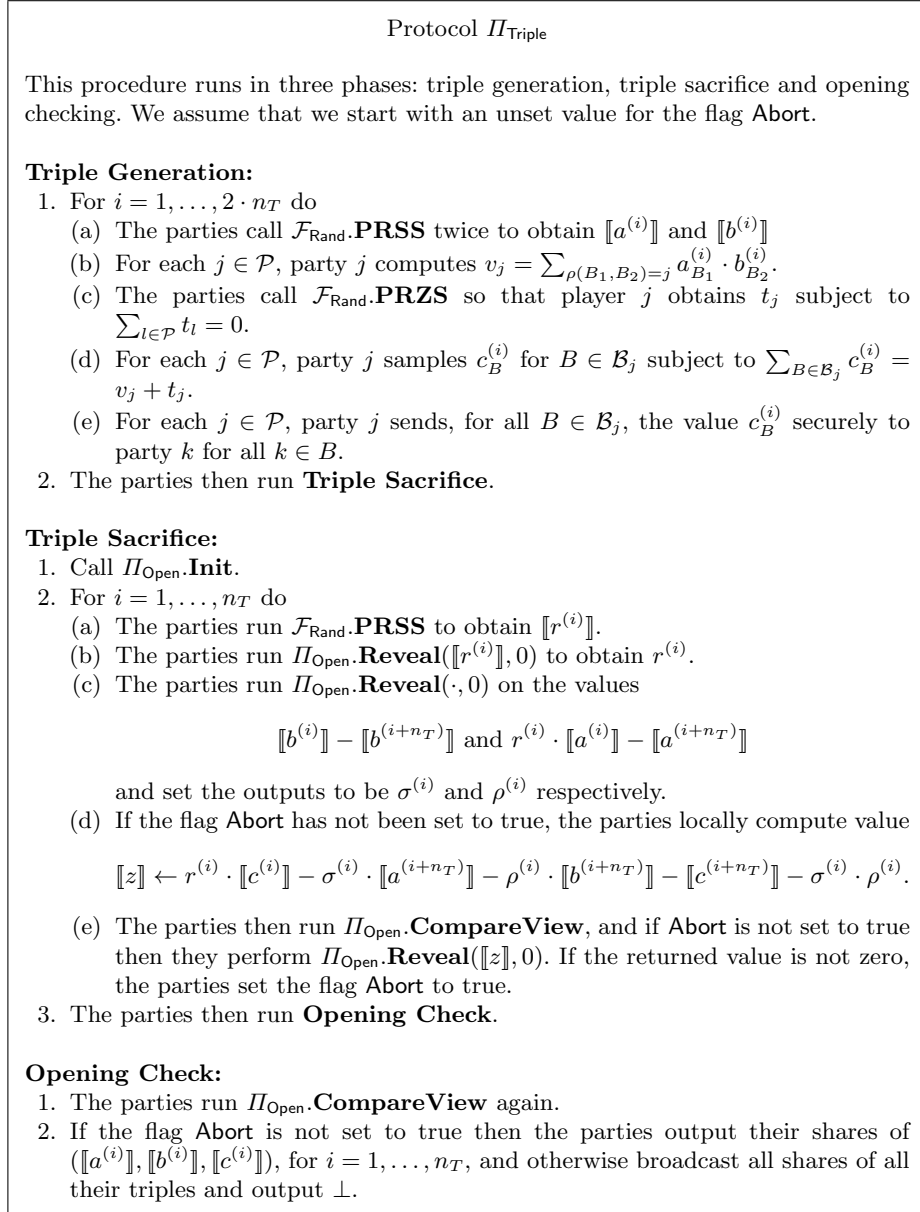 Protocol Π_Triple
This procedure runs in three phases: triple generation, triple sacrifice and opening
checking. We assume that we start with an unset value for the flag Abort.
Triple Generation:
1. For i = 1, . . . , 2 · n_T do
(a) The parties call F_Rand.PRSS twice to obtain ⟦a^(i)⟧ and ⟦b^(i)⟧
(b) For each j ∈ P, party j computes v_j = ∑_{ρ(B_1,B_2)=j} a^(i)_{B_1} · b^(i)_{B_2}.
(c) The parties call F_Rand.PRZS so that player j obtains t_j subject to
∑_{l∈P} t_l = 0.
(d) For each j ∈ P, party j samples c^(i)_B for B ∈ B_j subject to ∑_{B∈B_j} c^(i)_B =
v_j + t_j.
(e) For each j ∈ P, party j sends, for all B ∈ B_j, the value c^(i)_B securely to
party k for all k ∈ B.
2. The parties then run Triple Sacrifice.
Triple Sacrifice:
1. Call Π_Open.Init.
2. For i = 1, . . . , n_T do
(a) The parties run F_Rand.PRSS to obtain ⟦r^(i)⟧.
(b) The parties run Π_Open.Reveal(⟦r^(i)⟧, 0) to obtain r^(i).
(c) The parties run Π_Open.Reveal(·, 0) on the values
⟦b^(i)⟧ − ⟦b^(i+n_T)⟧ and r^(i) · ⟦a^(i)⟧ − ⟦a^(i+n_T)⟧
and set the outputs to be σ^(i) and ρ^(i) respectively.
(d) If the flag Abort has not been set to true, the parties locally compute value
⟦z⟧ ← r^(i) · ⟦c^(i)⟧ − σ^(i) · ⟦a^(i+n_T)⟧ − ρ^(i) · ⟦b^(i+n_T)⟧ − ⟦c^(i+n_T)⟧ − σ^(i) · ρ^(i).
(e) The parties then run Π_Open.CompareView, and if Abort is not set to true
then they perform Π_Open.Reveal(⟦z⟧, 0). If the returned value is not zero,
the parties set the flag Abort to true.
3. The parties then run Opening Check.
Opening Check:
1. The parties run Π_Open.CompareView again.
2. If the flag Abort is not set to true then the parties output their shares of
(⟦a^(i)⟧, ⟦b^(i)⟧, ⟦c^(i)⟧), for i = 1, . . . , n_T, and otherwise broadcast all shares of all
their triples and output ⊥.